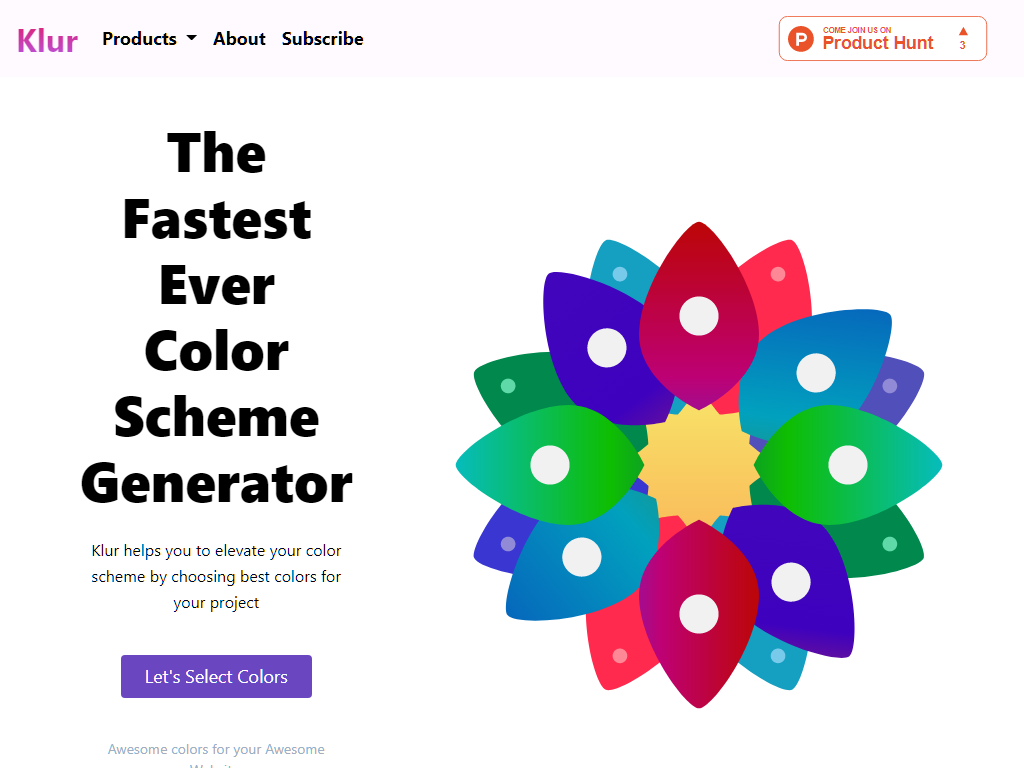 Klur
Products
About
Subscribe
P
COME JOIN US ON
Product Hunt
3
The
Fastest
Ever
Color
Scheme
Generator
Klur helps you to elevate your color
scheme by choosing best colors for
your project
Let's Select Colors
Awesome colors for your Awesome